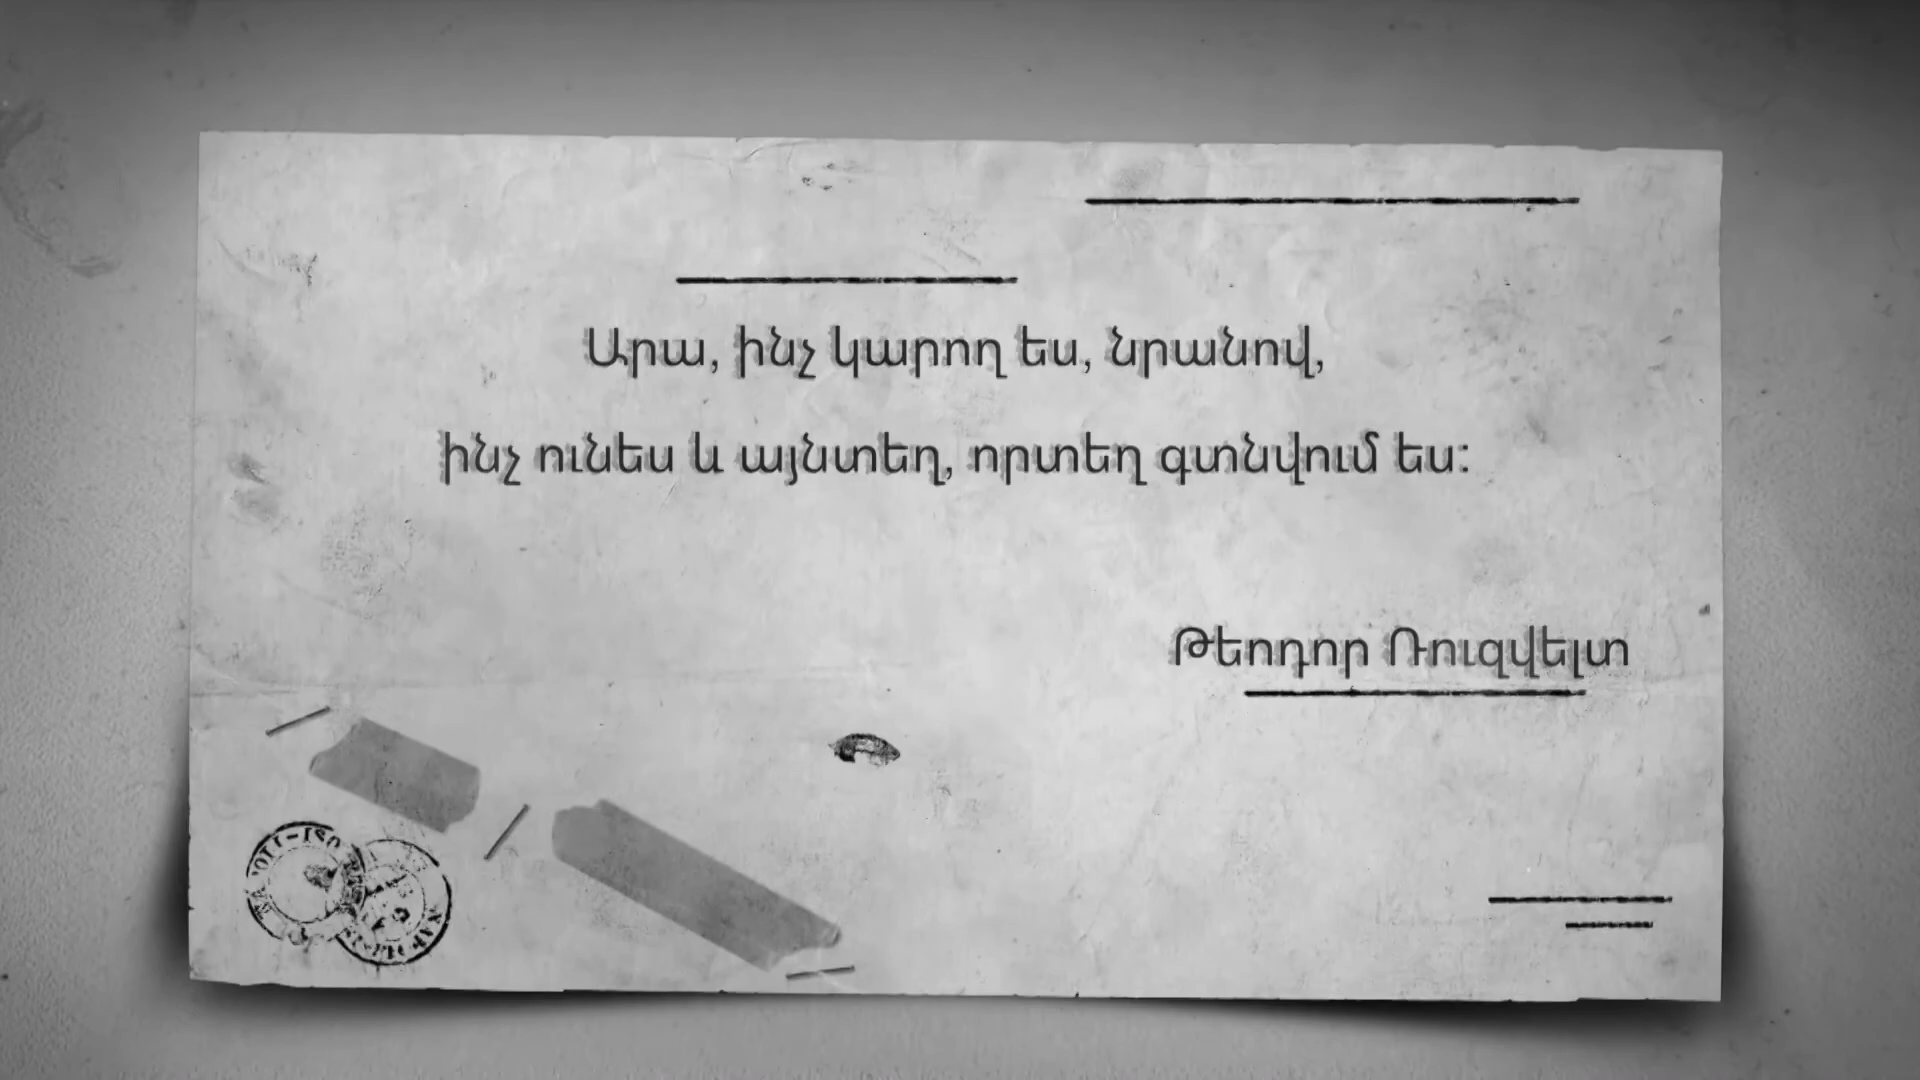 Արա, ինչ կարող ես, նրանով,
ինչ ունես և այնտեղ, որտեղ գտնվում ես:
Թեոդոր Ռուզվելտ